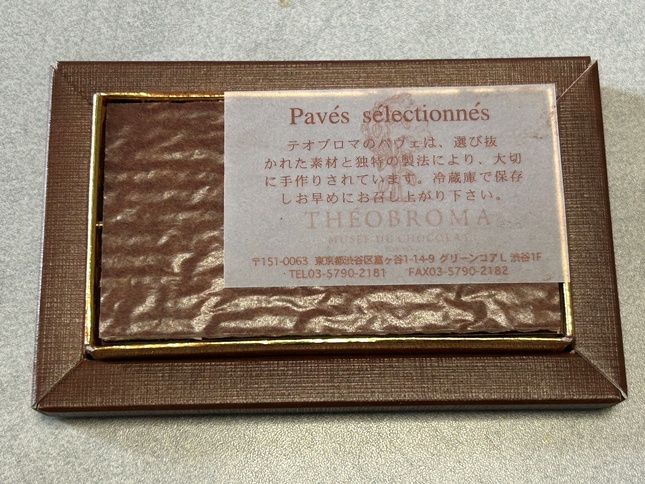 Pavés sélectionnés
テオブロマのパヴェは、選び抜
かれた素材と独特の製法により、大切
に手作りされています。冷蔵庫で保存
しお早めにお召し上がり下さい。
THÉOBROMA
MUSÉE DU CHOCOLAT
〒151-0063 東京都渋谷区富ヶ谷1-14-9 グリーンコアL 渋谷1F
TEL03-5790-2181 FAX03-5790-2182